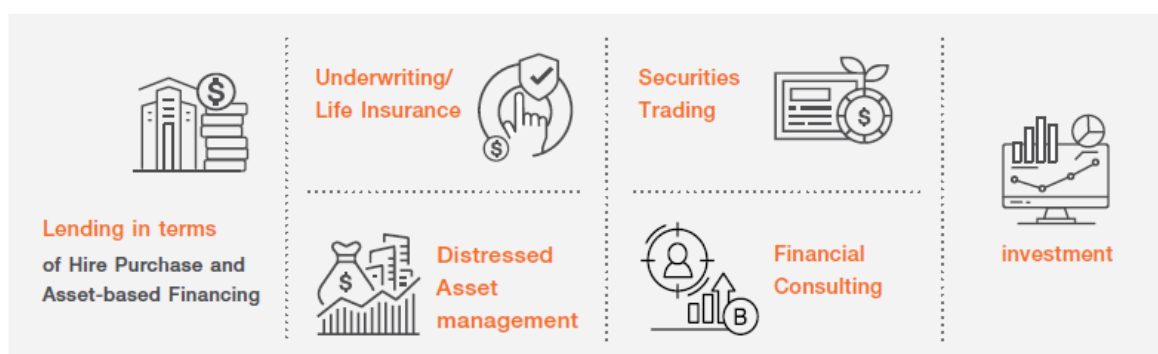 Lending in terms
of Hire Purchase and
Asset-based Financing
Underwriting/
Life Insurance
Distressed
Asset
management
Securities
Trading
Financial
Consulting
investment
$
$
$
$
B